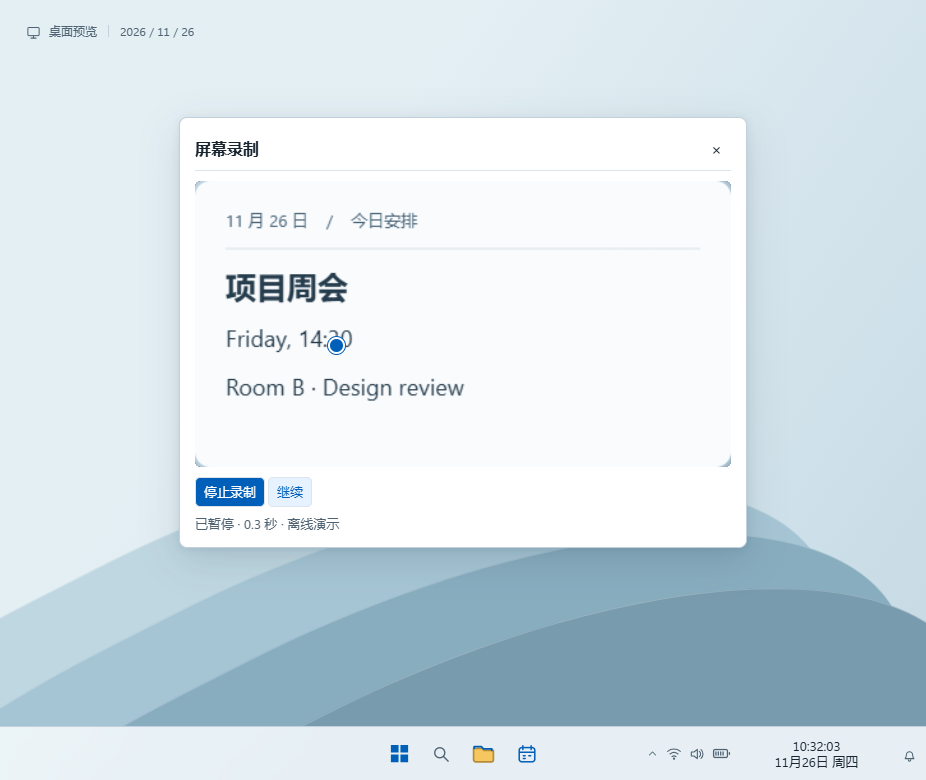 桌面预览 2026 / 11 / 26
屏幕录制
11 月 26 日 / 今日安排
项目周会
Friday,
Room B · Design review
停止录制 继续
已暂停 · 0.3 秒 · 离线演示
10:32:03
11月26日 周四